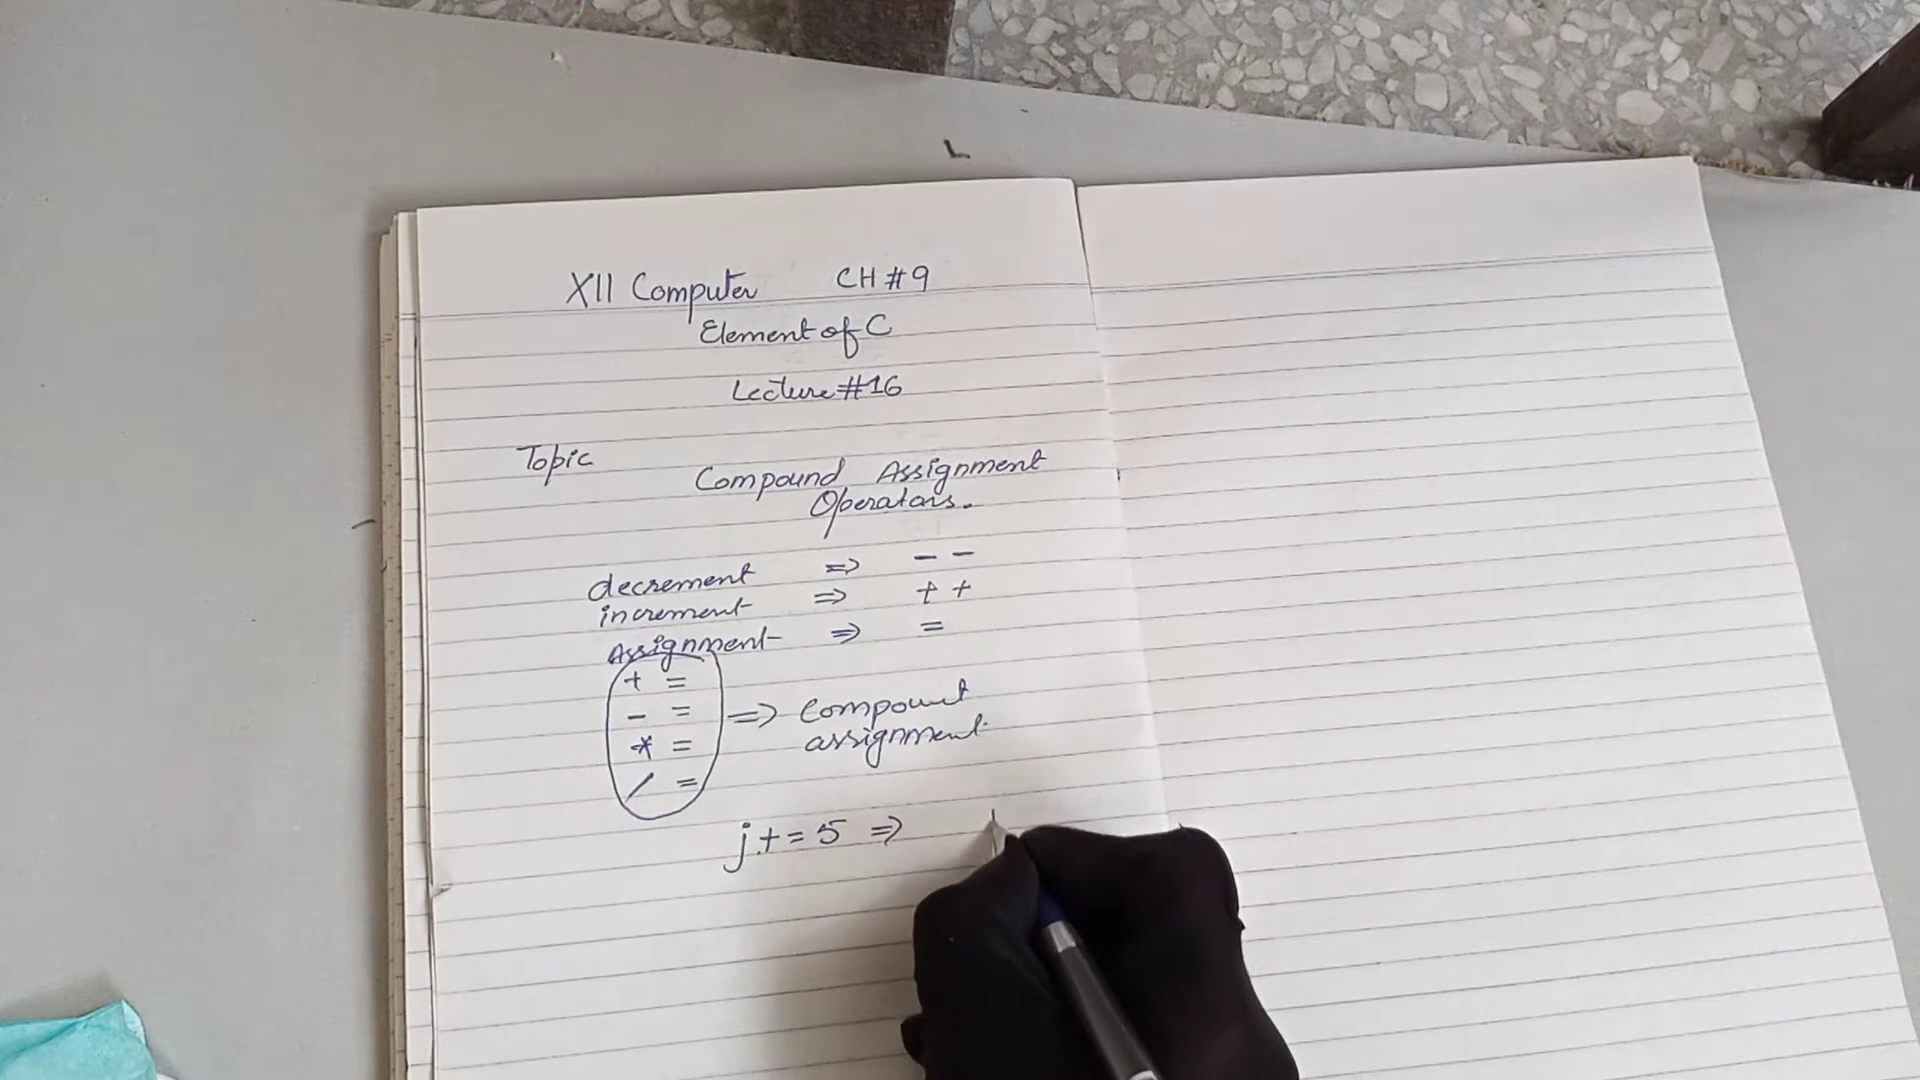 XII Computer CH#9
Element of C
Lecture#16
Topic
Compound Assignment
Operators.
decrement => - -
increment => + +
Assignment => =
+ =
- = => Compount
* = assignment
/ =
j+=5 =>